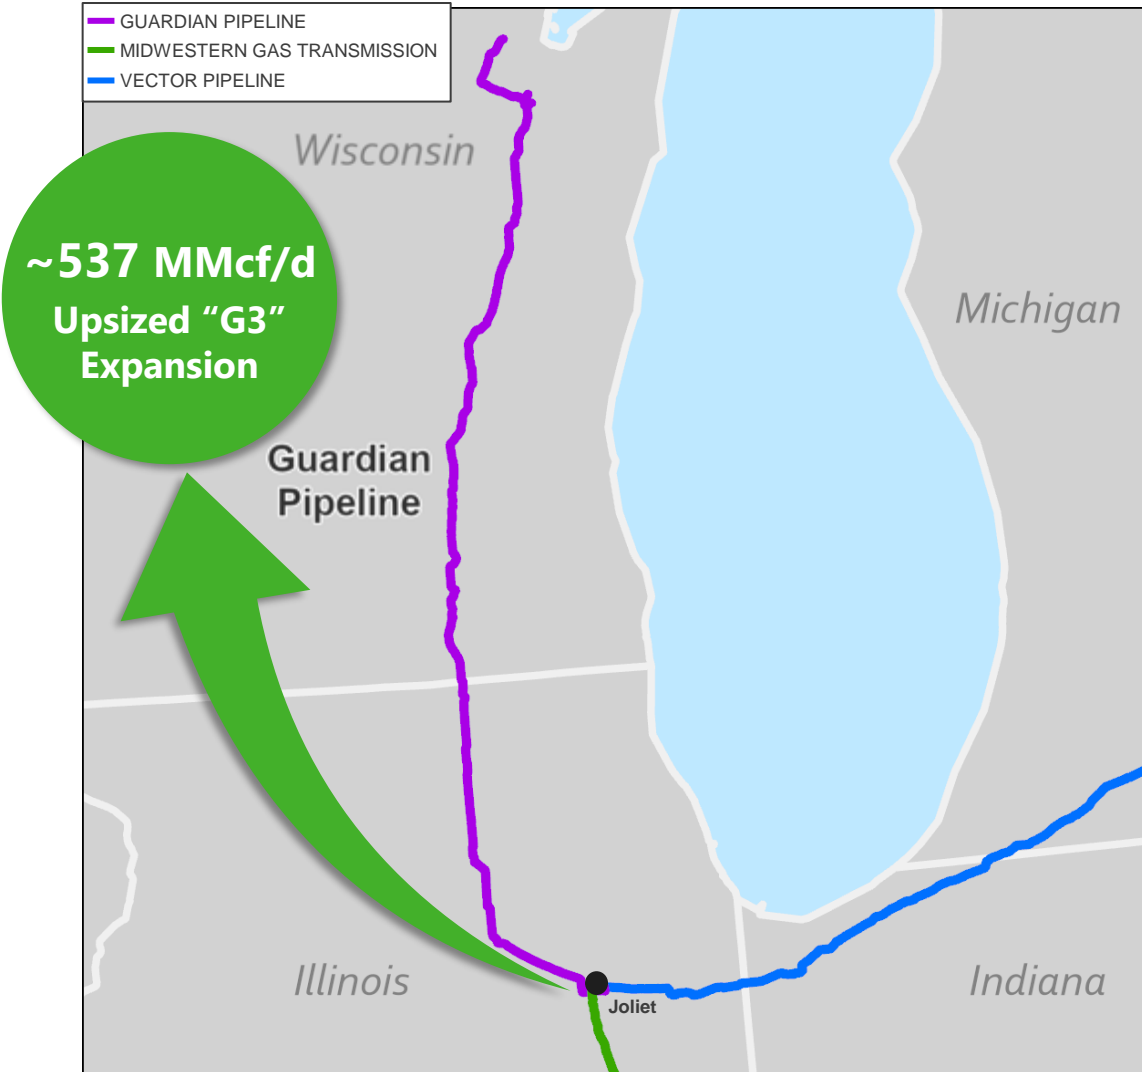 GUARDIAN PIPELINE
MIDWESTERN GAS TRANSMISSION
VECTOR PIPELINE
Wisconsin
~537 MMcf/d
Upsized “G3”
Expansion
Michigan
Guardian
Pipeline
Illinois
Joliet
Indiana